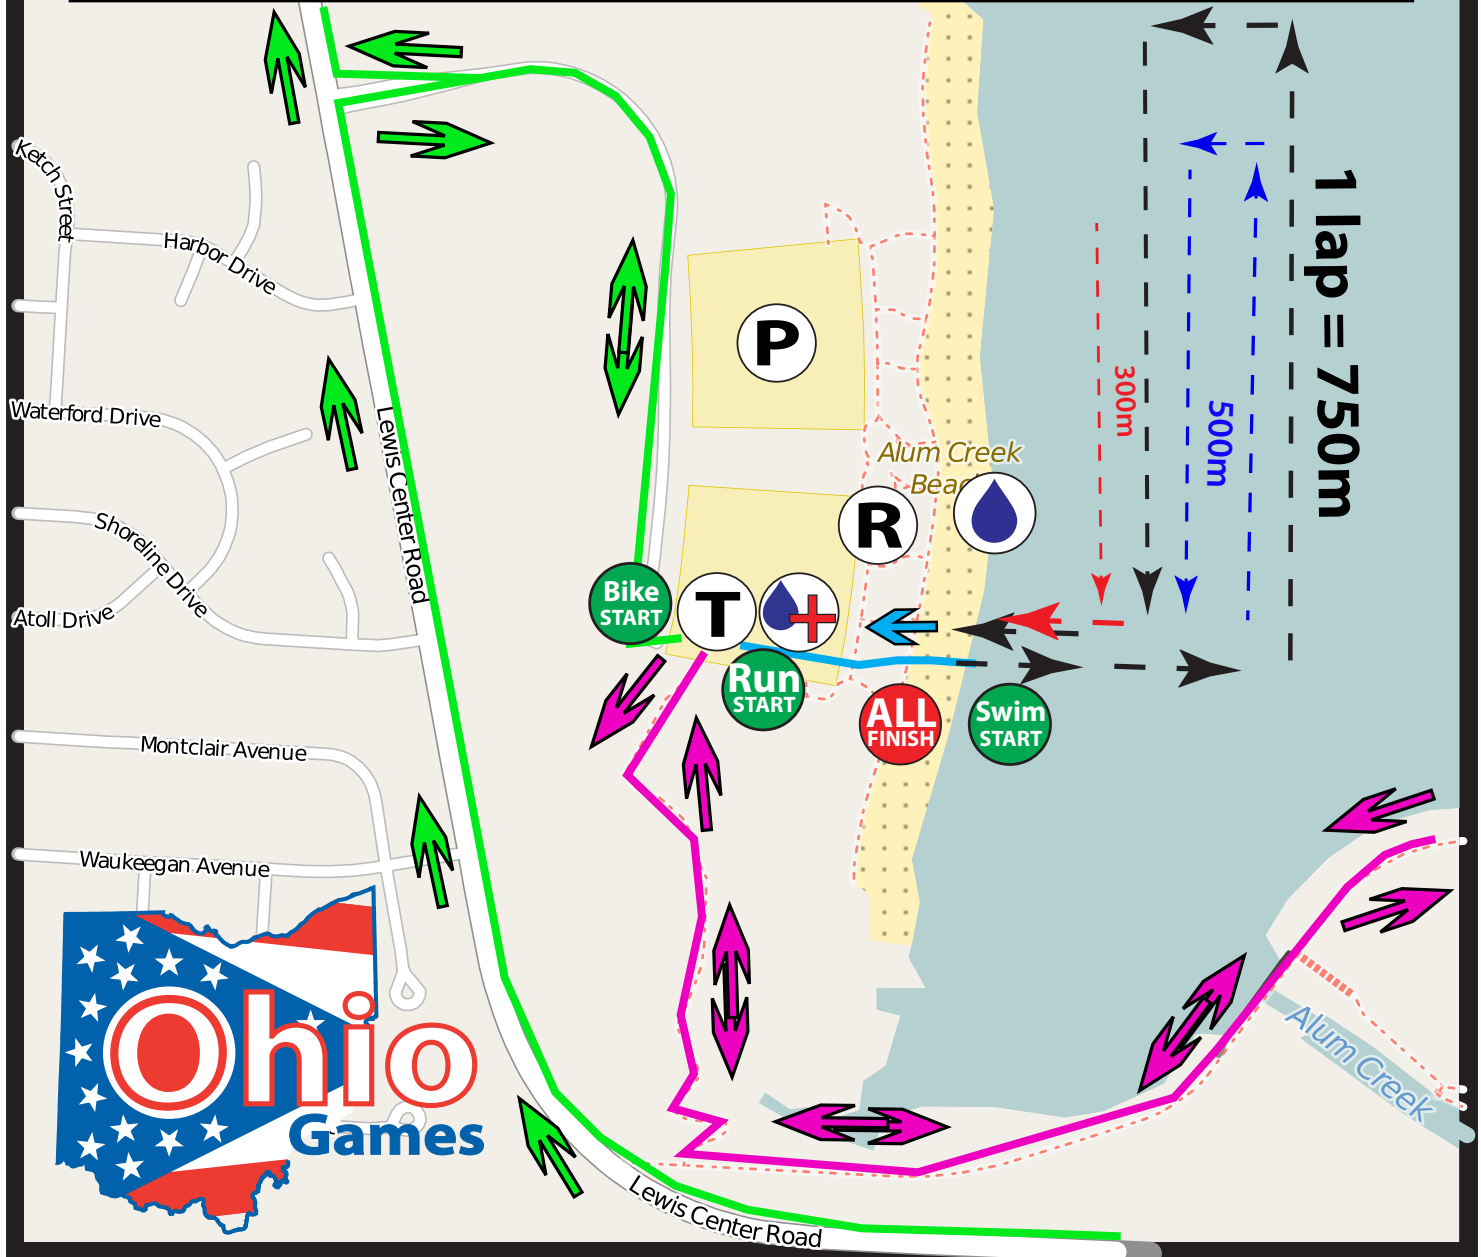 Ketch Street
Harbor Drive
1 lap = 750m
300m
500m
Waterford Drive
Lewis Center Road
P
Alum Creek
Beach
R
Shoreline Drive
Atoll Drive
Bike
START
T
Run
START
ALL
FINISH
Swim
START
Montclair Avenue
Waukeegan Avenue
Ohio
Games
Alum Creek
Lewis Center Road